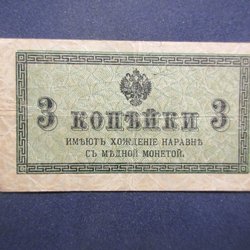 3 КОПѢЙКИ 3
ИМѢЮТЪ ХОЖДЕНІЕ НАРАВНѢ
СЪ МѢДНОЙ МОНЕТОЙ.